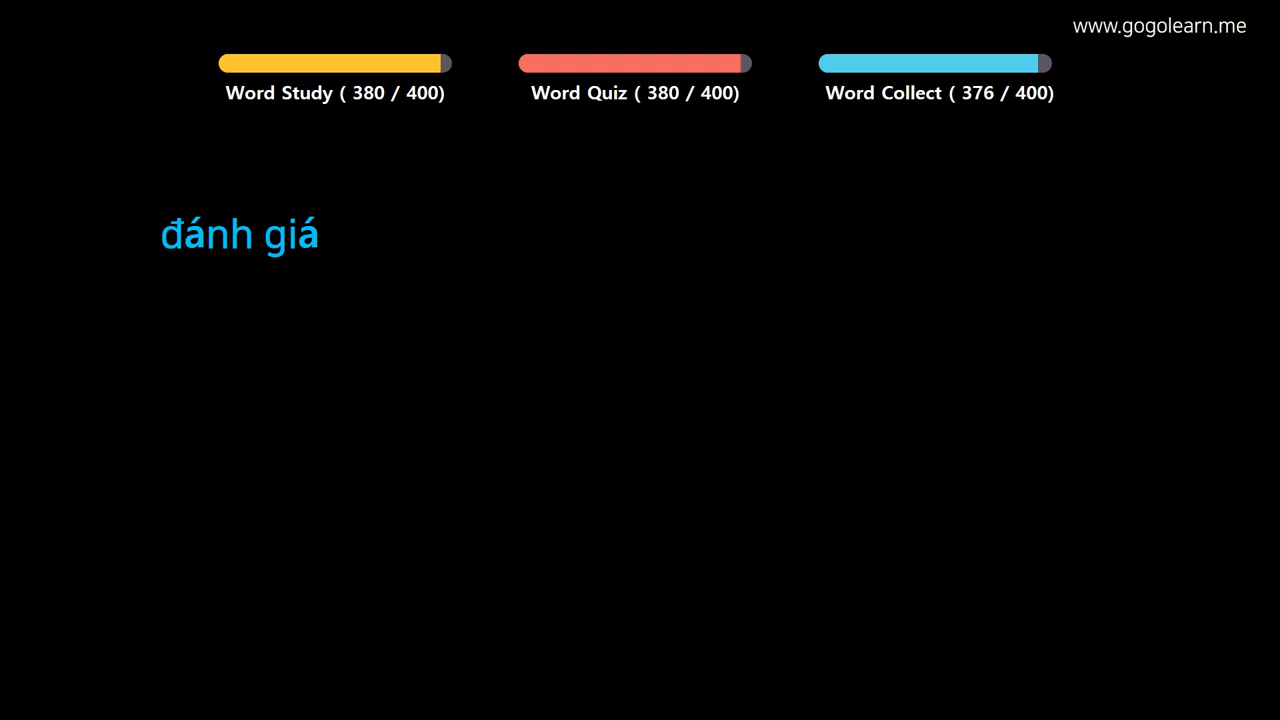 www.gogolearn.me
Word Study ( 380 / 400)
Word Quiz ( 380 / 400)
Word Collect ( 376 / 400)
đánh giá